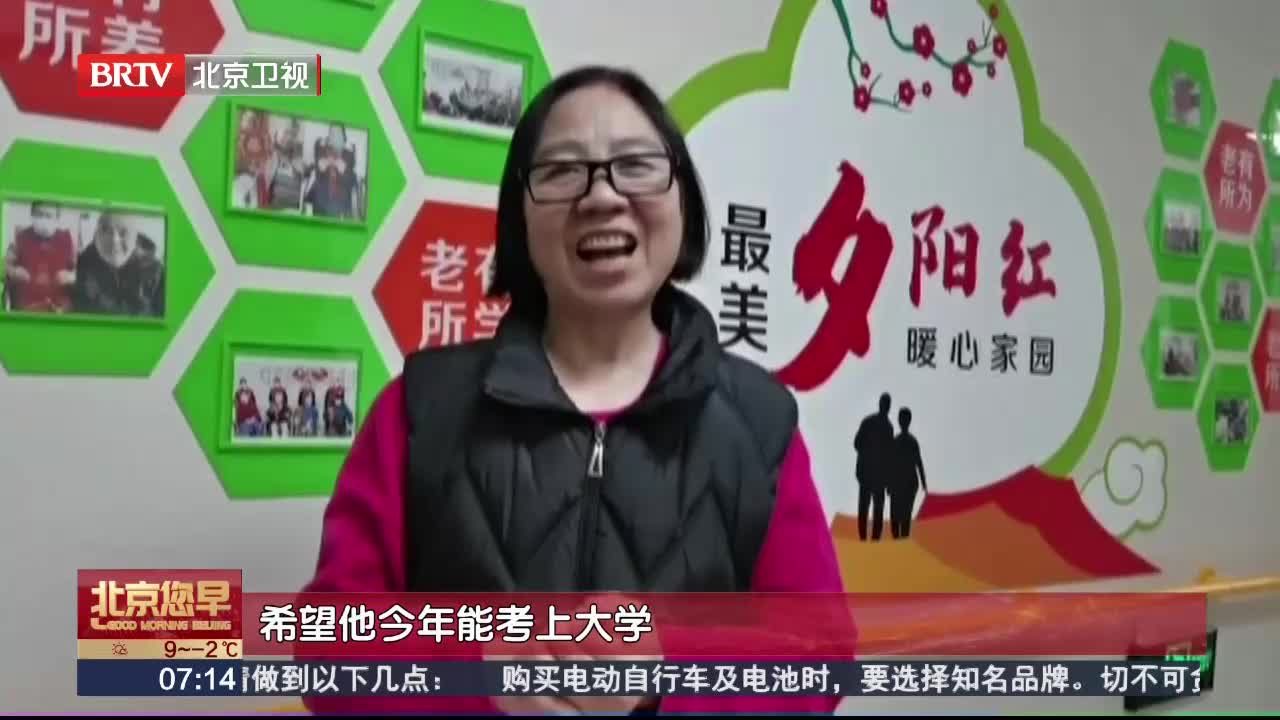 所养
BRTV 北京卫视
老有
所学
最美
夕阳红
暖心家园
老有
所为
北京您早
GOOD MORNING BEIJING
希望他今年能考上大学
9~-2℃
07:14
做到以下几点： 购买电动自行车及电池时，要选择知名品牌。切不可